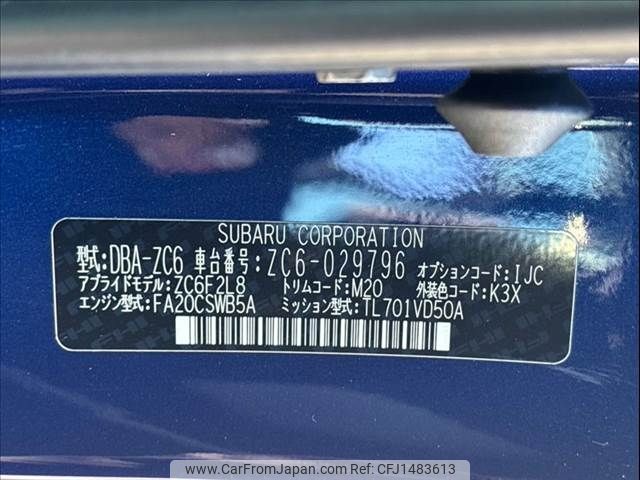 SUBARU CORPORATION
型式:DBA-ZC6 車台番号:ZC6-029796 オプションコード:IJC
アプライドモデル:ZC6F2L8 トリムコード:M20 外装色コード:K3X
エンジン型式:FA20CSWB5A ミッション型式:TL701VD50A
www.CarFromJapan.com | CFJ1483613